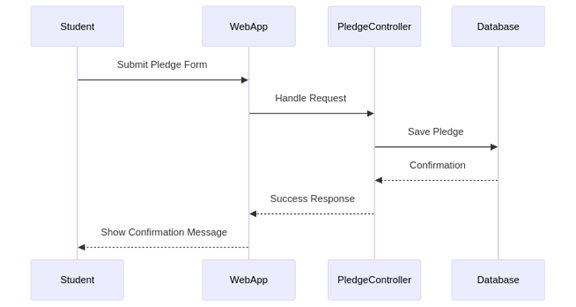 Student
WebApp
PledgeController
Database
Submit Pledge Form
Handle Request
Save Pledge
Confirmation
Success Response
Show Confirmation Message
Student
WebApp
PledgeController
Database